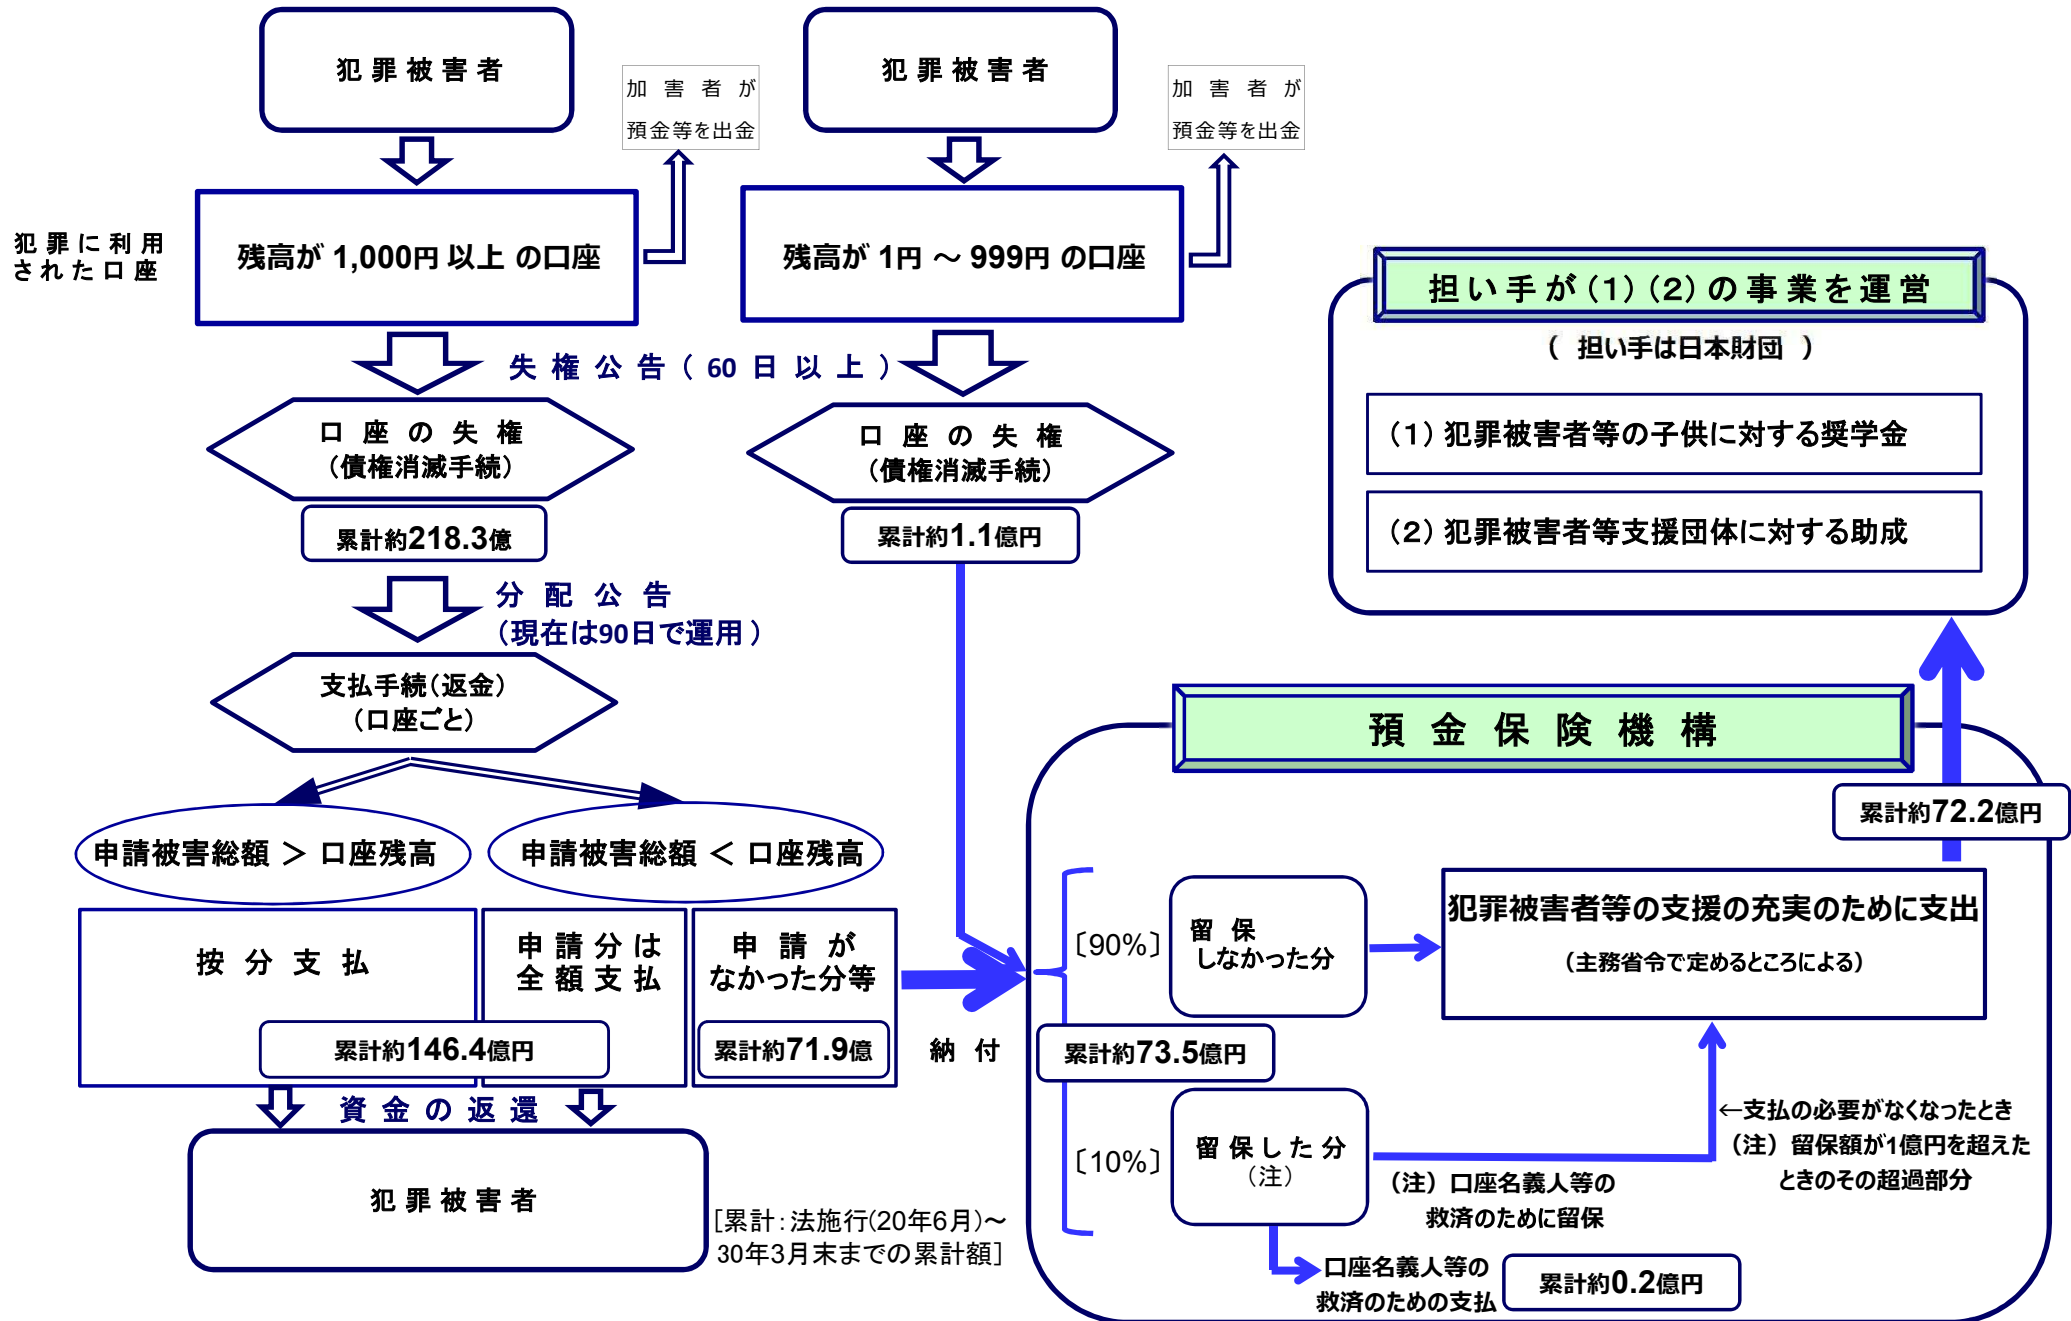 犯罪被害者
加害者が
預金等を出金
犯罪被害者
加害者が
預金等を出金
犯罪に利用
された口座
残高が 1,000円 以上 の口座
残高が 1円 ～ 999円 の口座
失権公告（60日以上）
口座の失権
（債権消滅手続）
累計約218.3億
口座の失権
（債権消滅手続）
累計約1.1億円
分配公告
（現在は90日で運用）
支払手続（返金）
（口座ごと）
申請被害総額 ＞ 口座残高
申請被害総額 ＜ 口座残高
按分支払
申請分は
全額支払
申請が
なかった分等
累計約146.4億円
累計約71.9億
納付
資金の返還
犯罪被害者
［累計：法施行(20年6月)～
30年3月末までの累計額］
担い手が（１）（２）の事業を運営
（ 担い手は日本財団 ）
（１）犯罪被害者等の子供に対する奨学金
（２）犯罪被害者等支援団体に対する助成
預金保険機構
累計約72.2億円
〔90%〕
留保
しなかった分
犯罪被害者等の支援の充実のために支出
（主務省令で定めるところによる）
累計約73.5億円
〔10%〕
留保した分
（注）
←支払の必要がなくなったとき
（注）留保額が1億円を超えた
ときのその超過部分
（注）口座名義人等の
救済のために留保
口座名義人等の
救済のための支払
累計約0.2億円